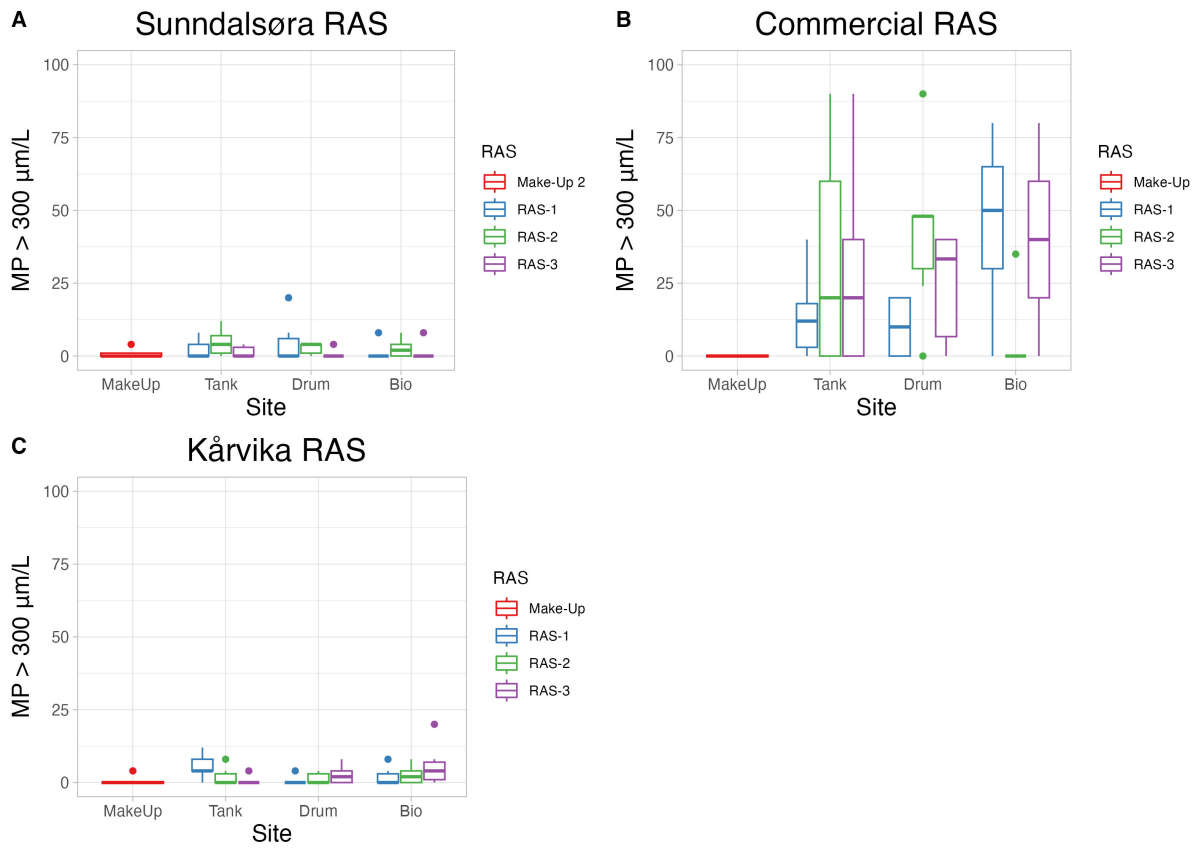 A
Sunndalsøra RAS
MP > 300 µm/L
100
75
50
25
0
MakeUp Tank Drum Bio
Site
RAS
Make-Up 2
RAS-1
RAS-2
RAS-3
B
Commercial RAS
MP > 300 µm/L
100
75
50
25
0
MakeUp Tank Drum Bio
Site
RAS
Make-Up
RAS-1
RAS-2
RAS-3
C
Kårvika RAS
MP > 300 µm/L
100
75
50
25
0
MakeUp Tank Drum Bio
Site
RAS
Make-Up
RAS-1
RAS-2
RAS-3